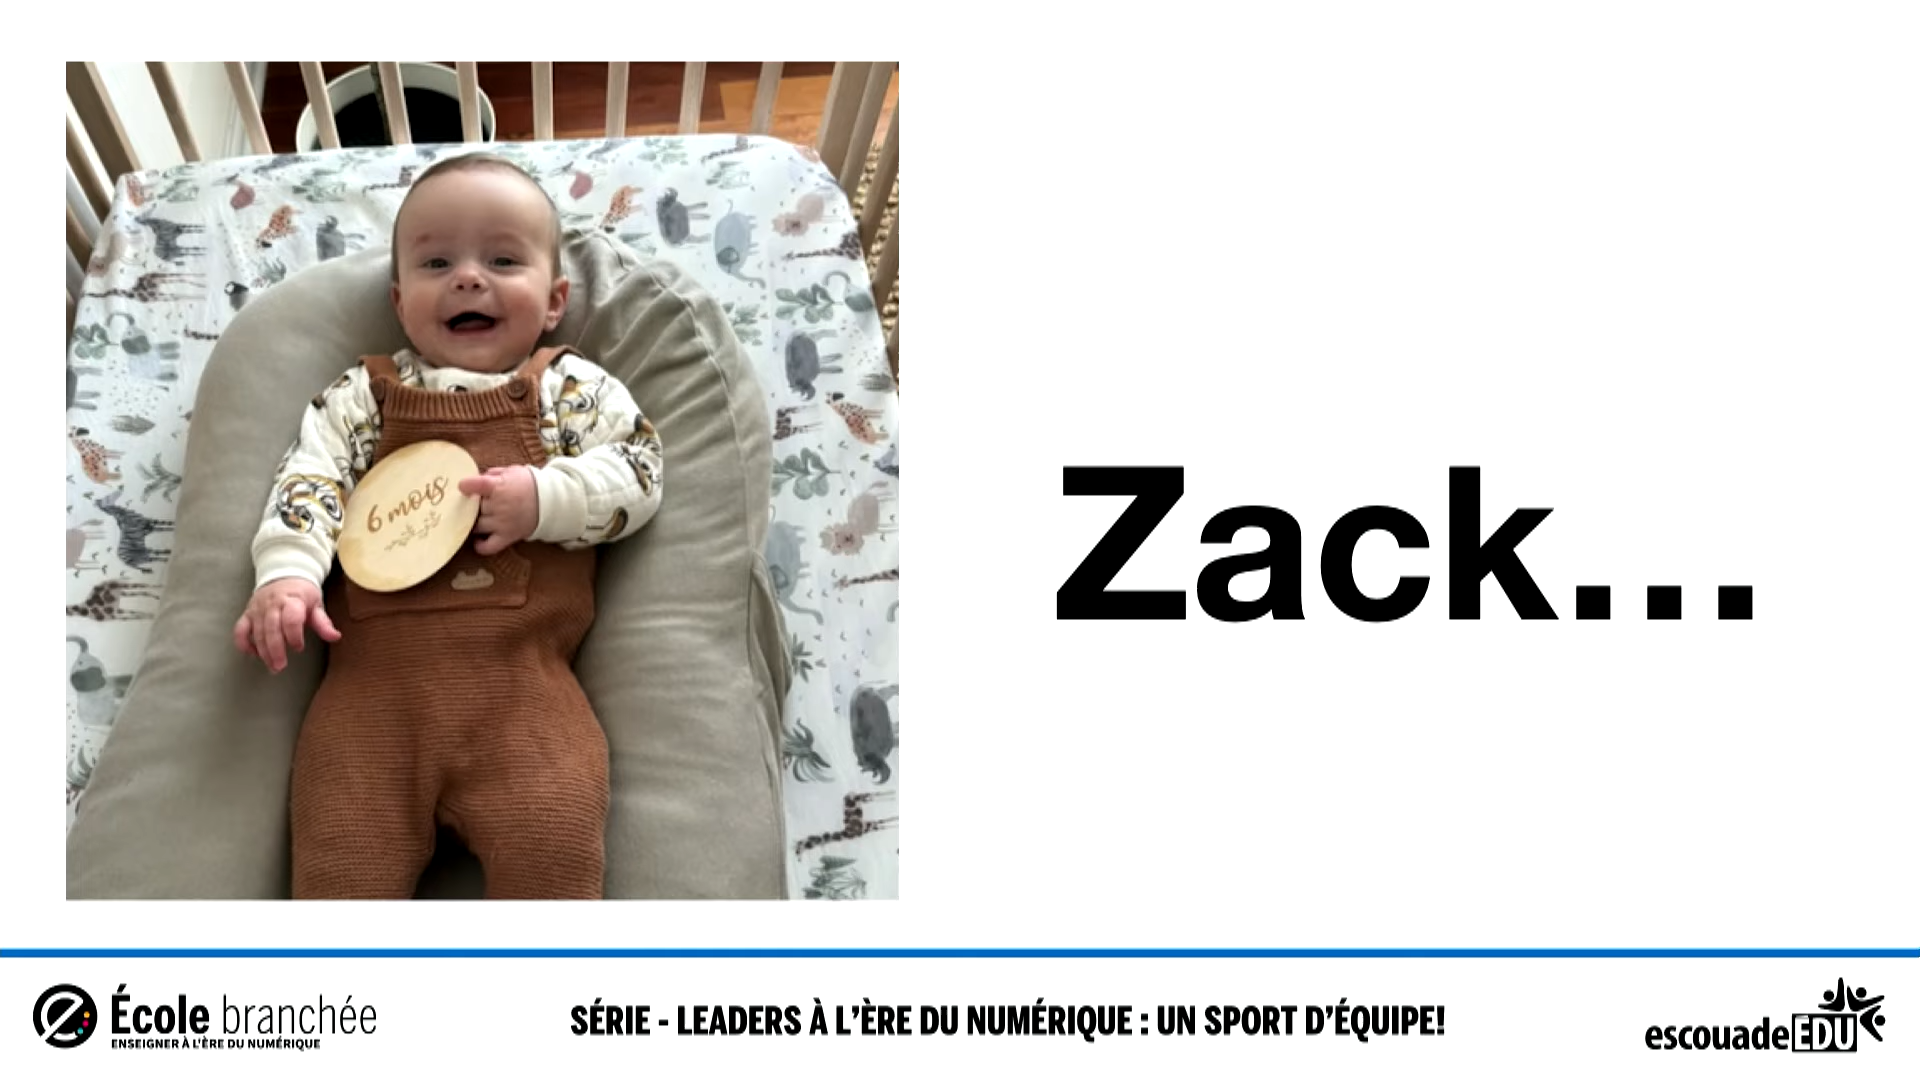 6 mois
Zack...
École branchée
ENSEIGNER À L'ÈRE DU NUMÉRIQUE
SÉRIE - LEADERS À L'ÈRE DU NUMÉRIQUE : UN SPORT D'ÉQUIPE!
escouadeEDU